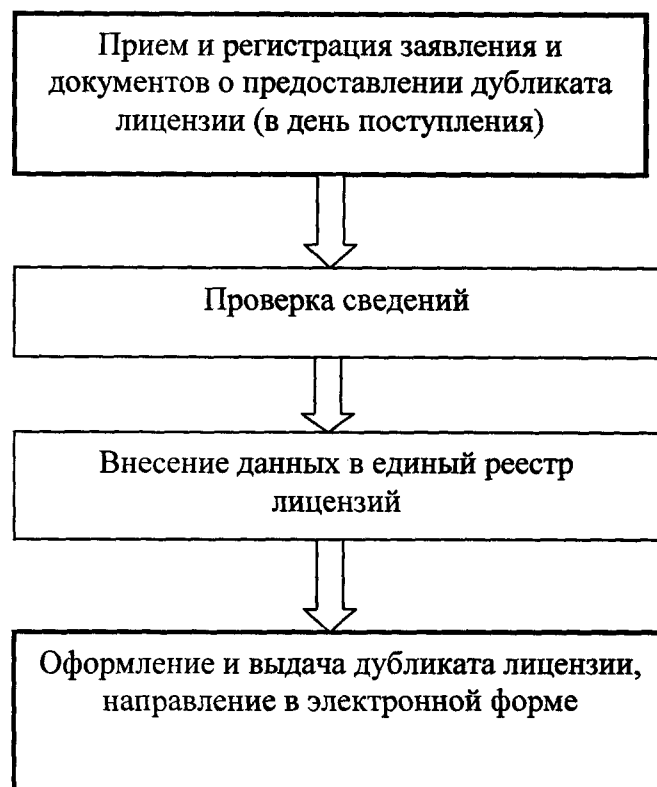 Прием и регистрация заявления и
документов о предоставлении дубликата
лицензии (в день поступления)
Проверка сведений
Внесение данных в единый реестр
лицензий
Оформление и выдача дубликата лицензии,
направление в электронной форме